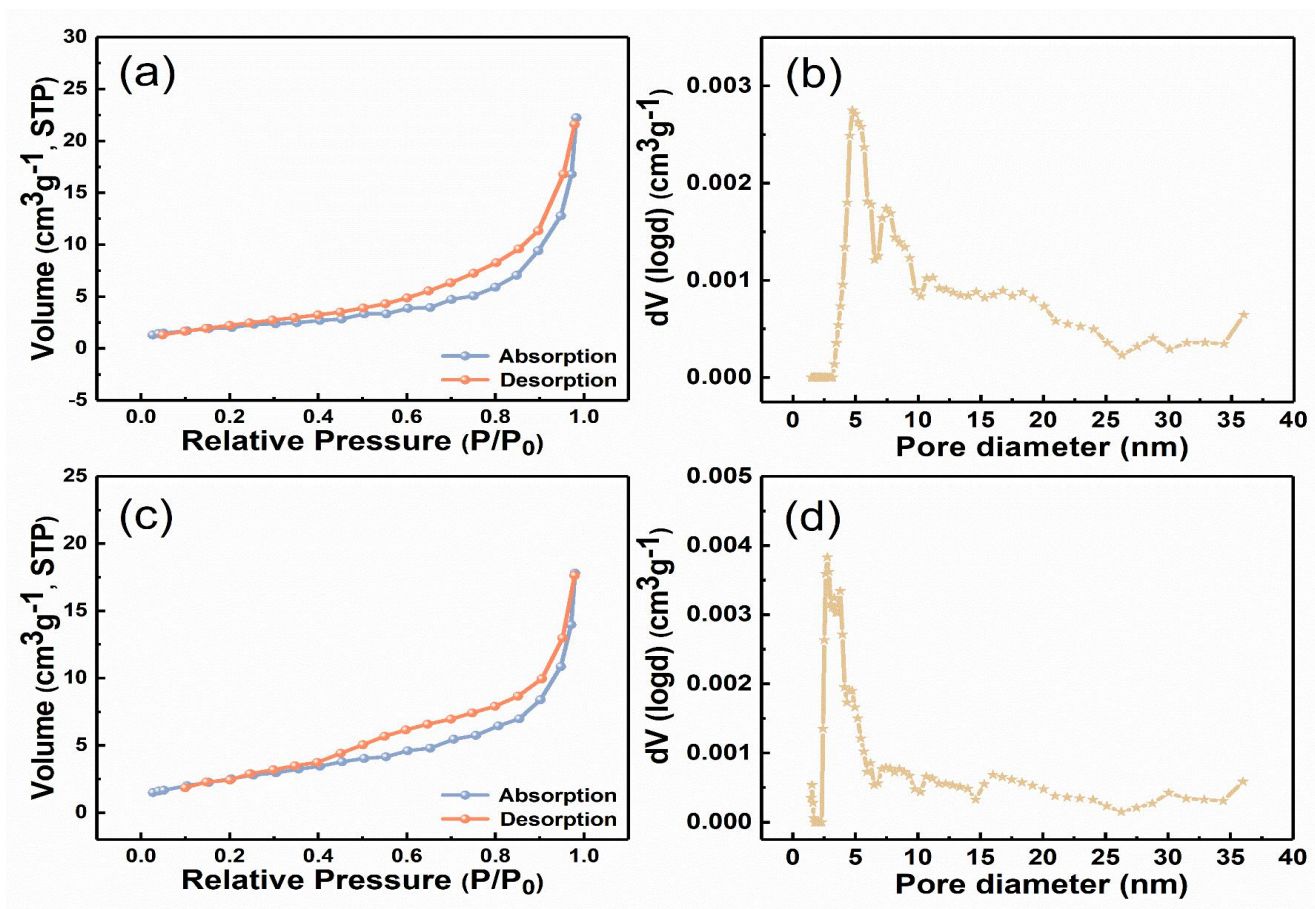 (a)
30
25
20
15
10
5
0
-5
Volume (cm3g-1, STP)
Absorption
Desorption
0.0 0.2 0.4 0.6 0.8 1.0
Relative Pressure (P/P0)
(b)
0.003
0.002
0.001
0.000
dV (logd) (cm3g-1)
0 5 10 15 20 25 30 35 40
Pore diameter (nm)
(c)
25
20
15
10
5
0
Volume (cm3g-1, STP)
Absorption
Desorption
0.0 0.2 0.4 0.6 0.8 1.0
Relative Pressure (P/P0)
(d)
0.005
0.004
0.003
0.002
0.001
0.000
dV (logd) (cm3g-1)
0 5 10 15 20 25 30 35 40
Pore diameter (nm)